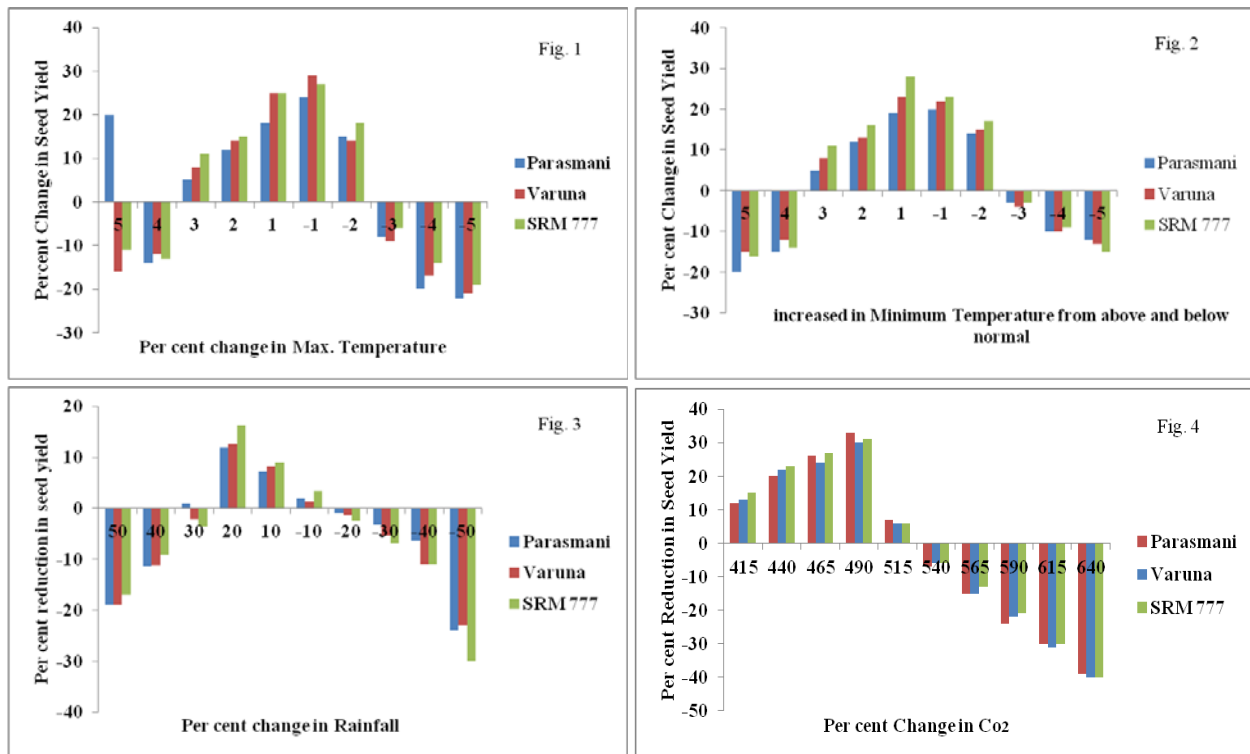 Fig. 1
Percent Change in Seed Yield
40
30
20
10
0
-10
-20
-30
5 4 3 2 1 -1 -2 -3 -4 -5
Parasmani
Varuna
SRM 777
Per cent change in Max. Temperature
Fig. 2
Per cent Change in Seed Yield
40
30
20
10
0
-10
-20
-30
5 4 3 2 1 -1 -2 -3 -4 -5
Parasmani
Varuna
SRM 777
increased in Minimum Temperature from above and below
normal
Fig. 3
Per cent reduction in seed yield
20
10
0
-10
-20
-30
-40
50 40 30 20 10 -10 -20 -30 -40 -50
Parasmani
Varuna
SRM 777
Per cent change in Rainfall
Fig. 4
Per cent Reduction in Seed Yield
40
30
20
10
0
-10
-20
-30
-40
-50
415 440 465 490 515 540 565 590 615 640
Parasmani
Varuna
SRM 777
Per cent Change in Co2